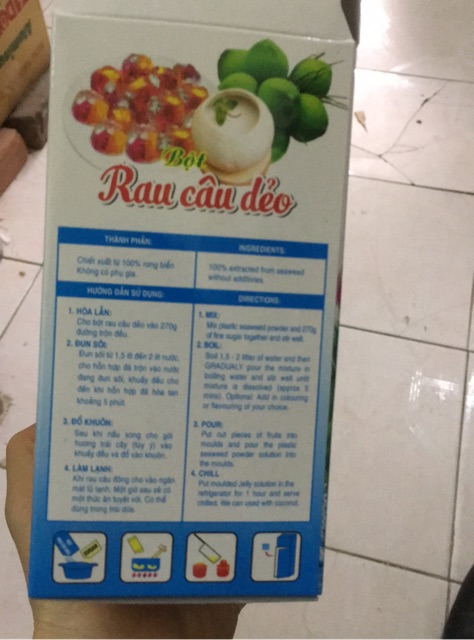 Bột
Rau câu dẻo
THÀNH PHẦN:
Chiết xuất từ 100% rong biển
Không có phụ gia.
HƯỚNG DẪN SỬ DỤNG:
1. HÒA LẪN:
Cho bột rau câu dẻo vào 270g
đường trộn đều.
2. ĐUN SÔI:
Đun sôi từ 1,5 lít đến 2 lít nước,
cho hỗn hợp đã trộn vào nước
đang đun sôi, khuấy đều cho
đến khi hỗn hợp đã hòa tan
khoảng 5 phút.
3. ĐỔ KHUÔN:
Sau khi nấu xong cho gói
hương trái cây (tùy ý) vào
khuấy đều và đổ vào khuôn.
4. LÀM LẠNH:
Khi rau câu đông cho vào ngăn
mát tủ lạnh. Một giờ sau sẽ có
một thức ăn tuyệt vời. Có thể
dùng trong trái dừa.
INGREDIENTS:
100% extracted from seaweed
without additives.
DIRECTIONS:
1. MIX:
Mix plastic seaweed powder and 270g
of fine sugar together and stir well.
2. BOIL:
Boil 1,5 - 2 litter of water and then
GRADUALY pour the mixture in
boiling water and stir well until
mixture is dissolved (approx 5
mins). Optional: Add in colouring
or flavouring of your choice.
3. POUR:
Put cut pieces of fruits into
moulds and pour the plastic
seaweed powder solution into
the moulds.
4. CHILL
Put moulded Jelly solution in the
refrigerator for 1 hour and serve
chilled. We can used with coconut.